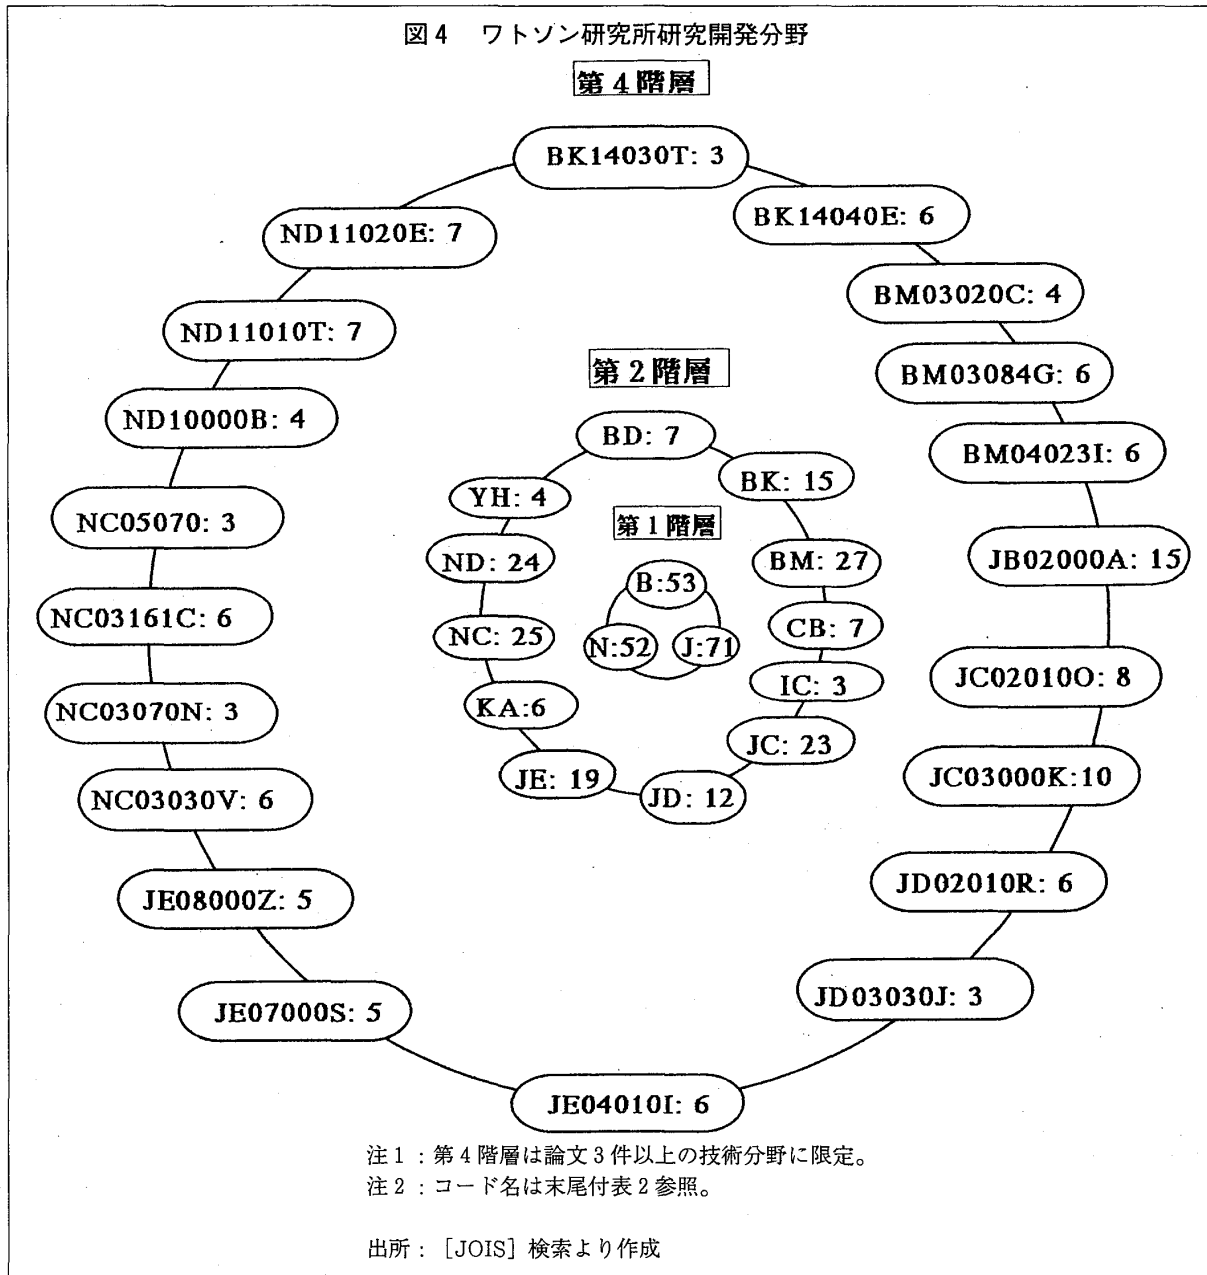 図4 ワトソン研究所研究開発分野
第4階層
BK14030T: 3
BK14040E: 6
BM03020C: 4
BM03084G: 6
BM04023I: 6
JB02000A: 15
JC02010O: 8
JC03000K:10
JD02010R: 6
JD03030J: 3
JE04010I: 6
JE07000S: 5
JE08000Z: 5
NC03030V: 6
NC03070N: 3
NC03161C: 6
NC05070: 3
ND10000B: 4
ND11010T: 7
ND11020E: 7
第2階層
BD: 7
BK: 15
BM: 27
CB: 7
IC: 3
JC: 23
JD: 12
JE: 19
KA:6
NC: 25
ND: 24
YH: 4
第1階層
B:53
J:71
N:52
注1：第4階層は論文3件以上の技術分野に限定。
注2：コード名は末尾付表2参照。
出所：［JOIS］検索より作成